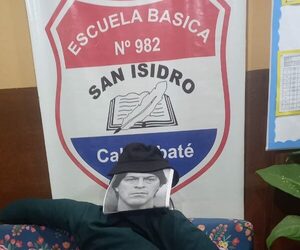 ESCUELA BASICA
Nº 982
SAN ISIDRO